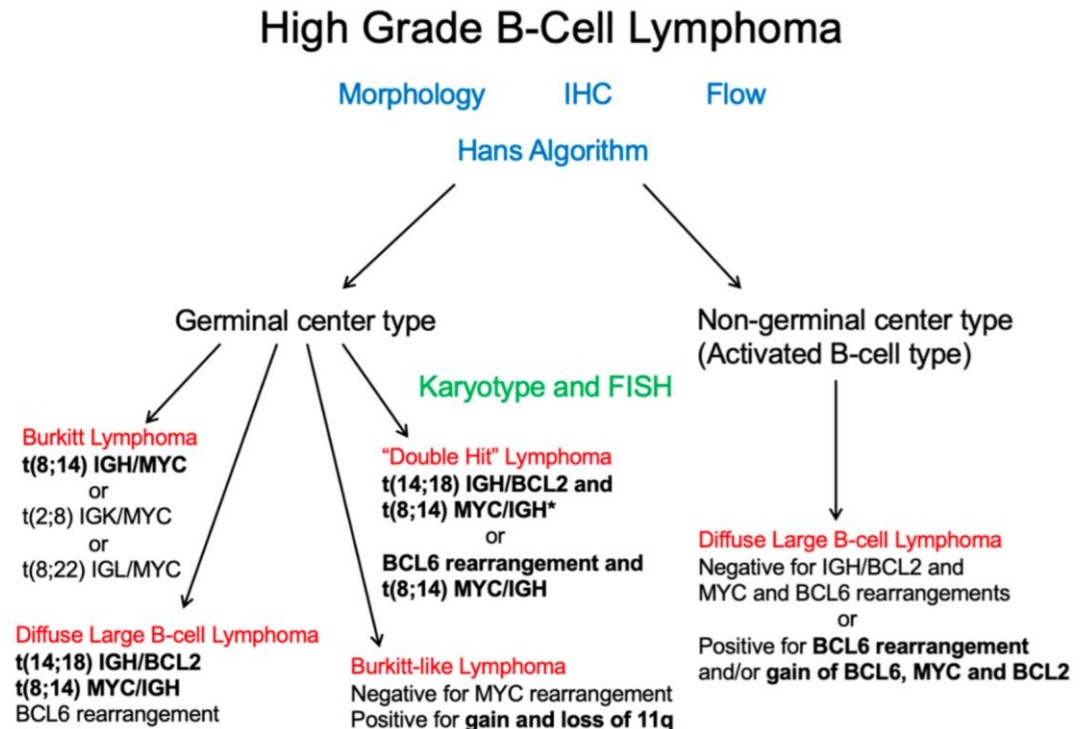 High Grade B-Cell Lymphoma
Morphology IHC Flow
Hans Algorithm
Germinal center type
Non-germinal center type
(Activated B-cell type)
Karyotype and FISH
Burkitt Lymphoma
t(8;14) IGH/MYC
or
t(2;8) IGK/MYC
or
t(8;22) IGL/MYC
"Double Hit" Lymphoma
t(14;18) IGH/BCL2 and
t(8;14) MYC/IGH*
or
BCL6 rearrangement and
t(8;14) MYC/IGH
Diffuse Large B-cell Lymphoma
Negative for IGH/BCL2 and
MYC and BCL6 rearrangements
or
Positive for BCL6 rearrangement
and/or gain of BCL6, MYC and BCL2
Diffuse Large B-cell Lymphoma
t(14;18) IGH/BCL2
t(8;14) MYC/IGH
BCL6 rearrangement
Burkitt-like Lymphoma
Negative for MYC rearrangement
Positive for gain and loss of 11q